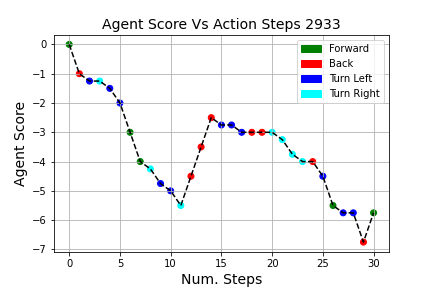 Agent Score Vs Action Steps 2933
Forward
Back
Turn Left
Turn Right
0
−1
−2
−3
−4
−5
−6
−7
Agent Score
0 5 10 15 20 25 30
Num. Steps